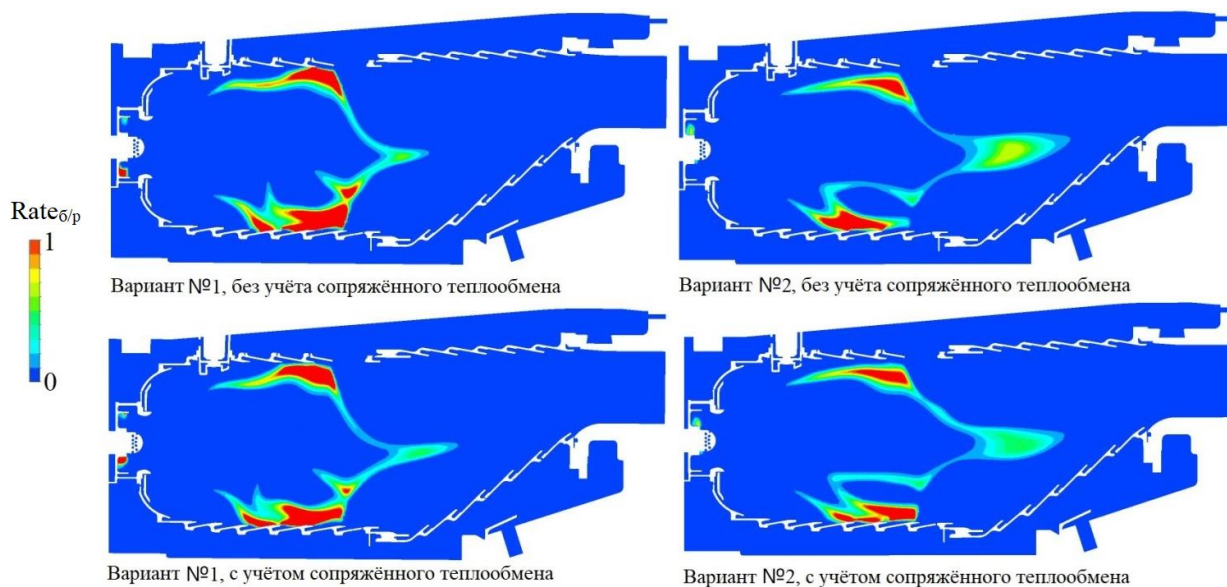 Rateб/р
1
0
Вариант №1, без учёта сопряжённого теплообмена
Вариант №2, без учёта сопряжённого теплообмена
Вариант №1, с учётом сопряжённого теплообмена
Вариант №2, с учётом сопряжённого теплообмена